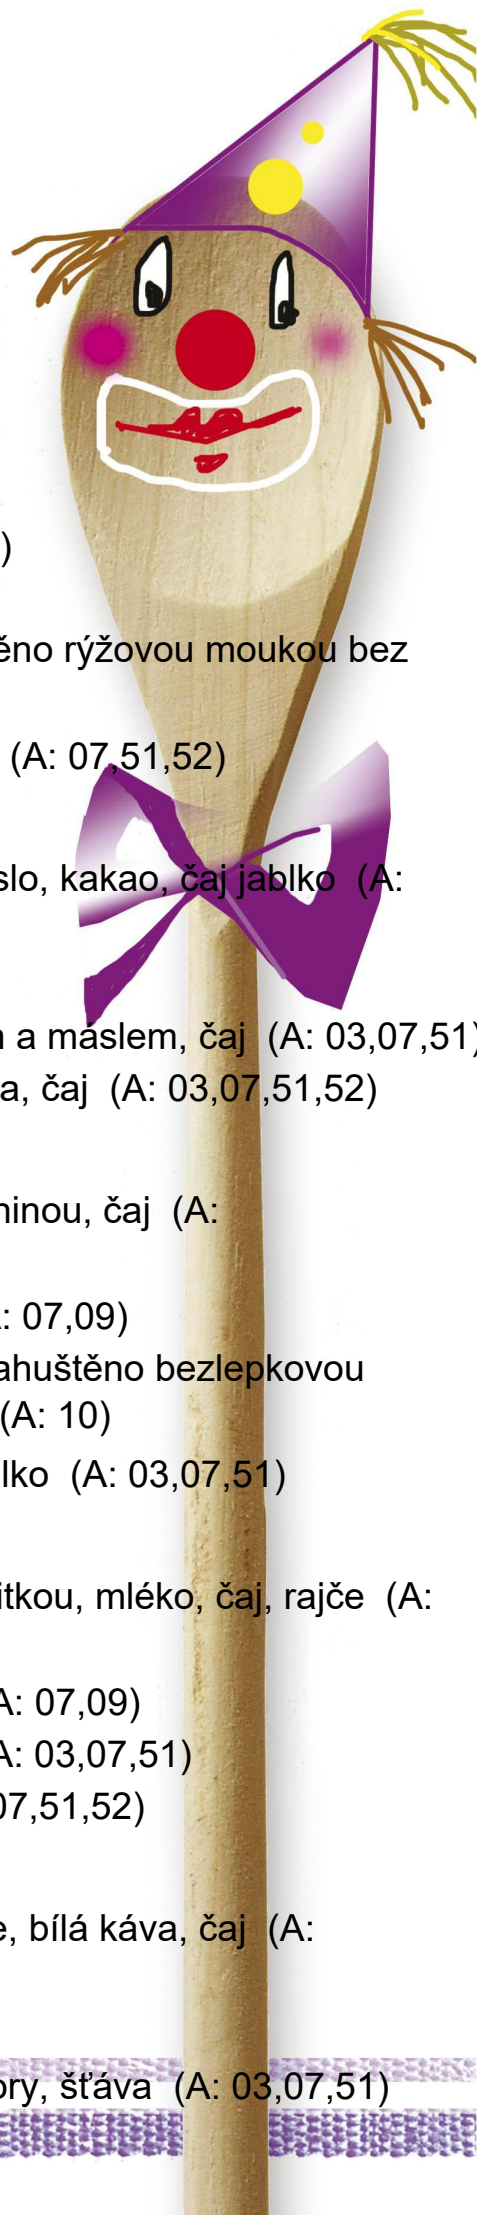 )
ěno rýžovou moukou bez
(A: 07,51,52)
slo, kakao, čaj jablko (A:
a máslem, čaj (A: 03,07,51)
a, čaj (A: 03,07,51,52)
ninou, čaj (A:
: 07,09)
ahuštěno bezlepkovou
(A: 10)
lko (A: 03,07,51)
itkou, mléko, čaj, rajče (A:
A: 07,09)
A: 03,07,51)
07,51,52)
e, bílá káva, čaj (A:
ory, šťáva (A: 03,07,51)